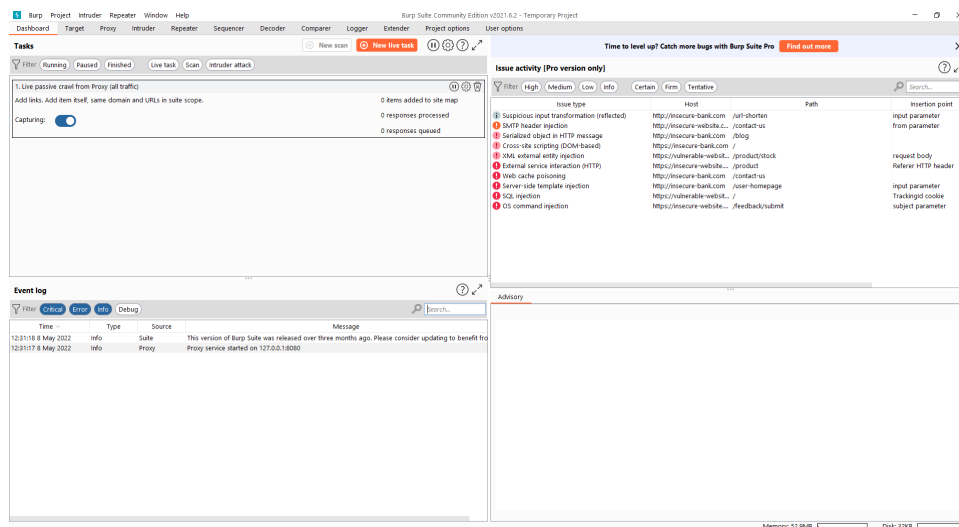 Burp Project Intruder Repeater Window Help
Burp Suite Community Edition v2021.6.2 - Temporary Project
Dashboard Target Proxy Intruder Repeater Sequencer Decoder Comparer Logger Extender Project options User options
Tasks
New scan
New live task
Filter Running Paused Finished Live task Scan Intruder attack
1. Live passive crawl from Proxy (all traffic)
Add links. Add item itself, same domain and URLs in suite scope.
0 items added to site map
Capturing:
0 responses processed
0 responses queued
Event log
Filter Critical Error Info Debug
Search...
Time Type Source Message
12:31:18 8 May 2022 Info Suite This version of Burp Suite was released over three months ago. Please consider updating to benefit fro
12:31:17 8 May 2022 Info Proxy Proxy service started on 127.0.0.1:8080
Time to level up? Catch more bugs with Burp Suite Pro
Find out more
Issue activity [Pro version only]
Filter High Medium Low Info Certain Firm Tentative
Search...
Issue type Host Path Insertion point
Suspicious input transformation (reflected) http://insecure-bank.com /url-shorten input parameter
SMTP header injection http://insecure-website.c... /contact-us from parameter
Serialized object in HTTP message http://insecure-bank.com /blog
Cross-site scripting (DOM-based) https://insecure-bank.com /
XML external entity injection https://vulnerable-websit... /product/stock request body
External service interaction (HTTP) https://insecure-website.... /product Referer HTTP header
Web cache poisoning http://insecure-bank.com /contact-us
Server-side template injection http://insecure-bank.com /user-homepage input parameter
SQL injection https://vulnerable-websit... / TrackingId cookie
OS command injection https://insecure-website.... /feedback/submit subject parameter
Advisory
Memory: 52.9MB
Disk: 32KB